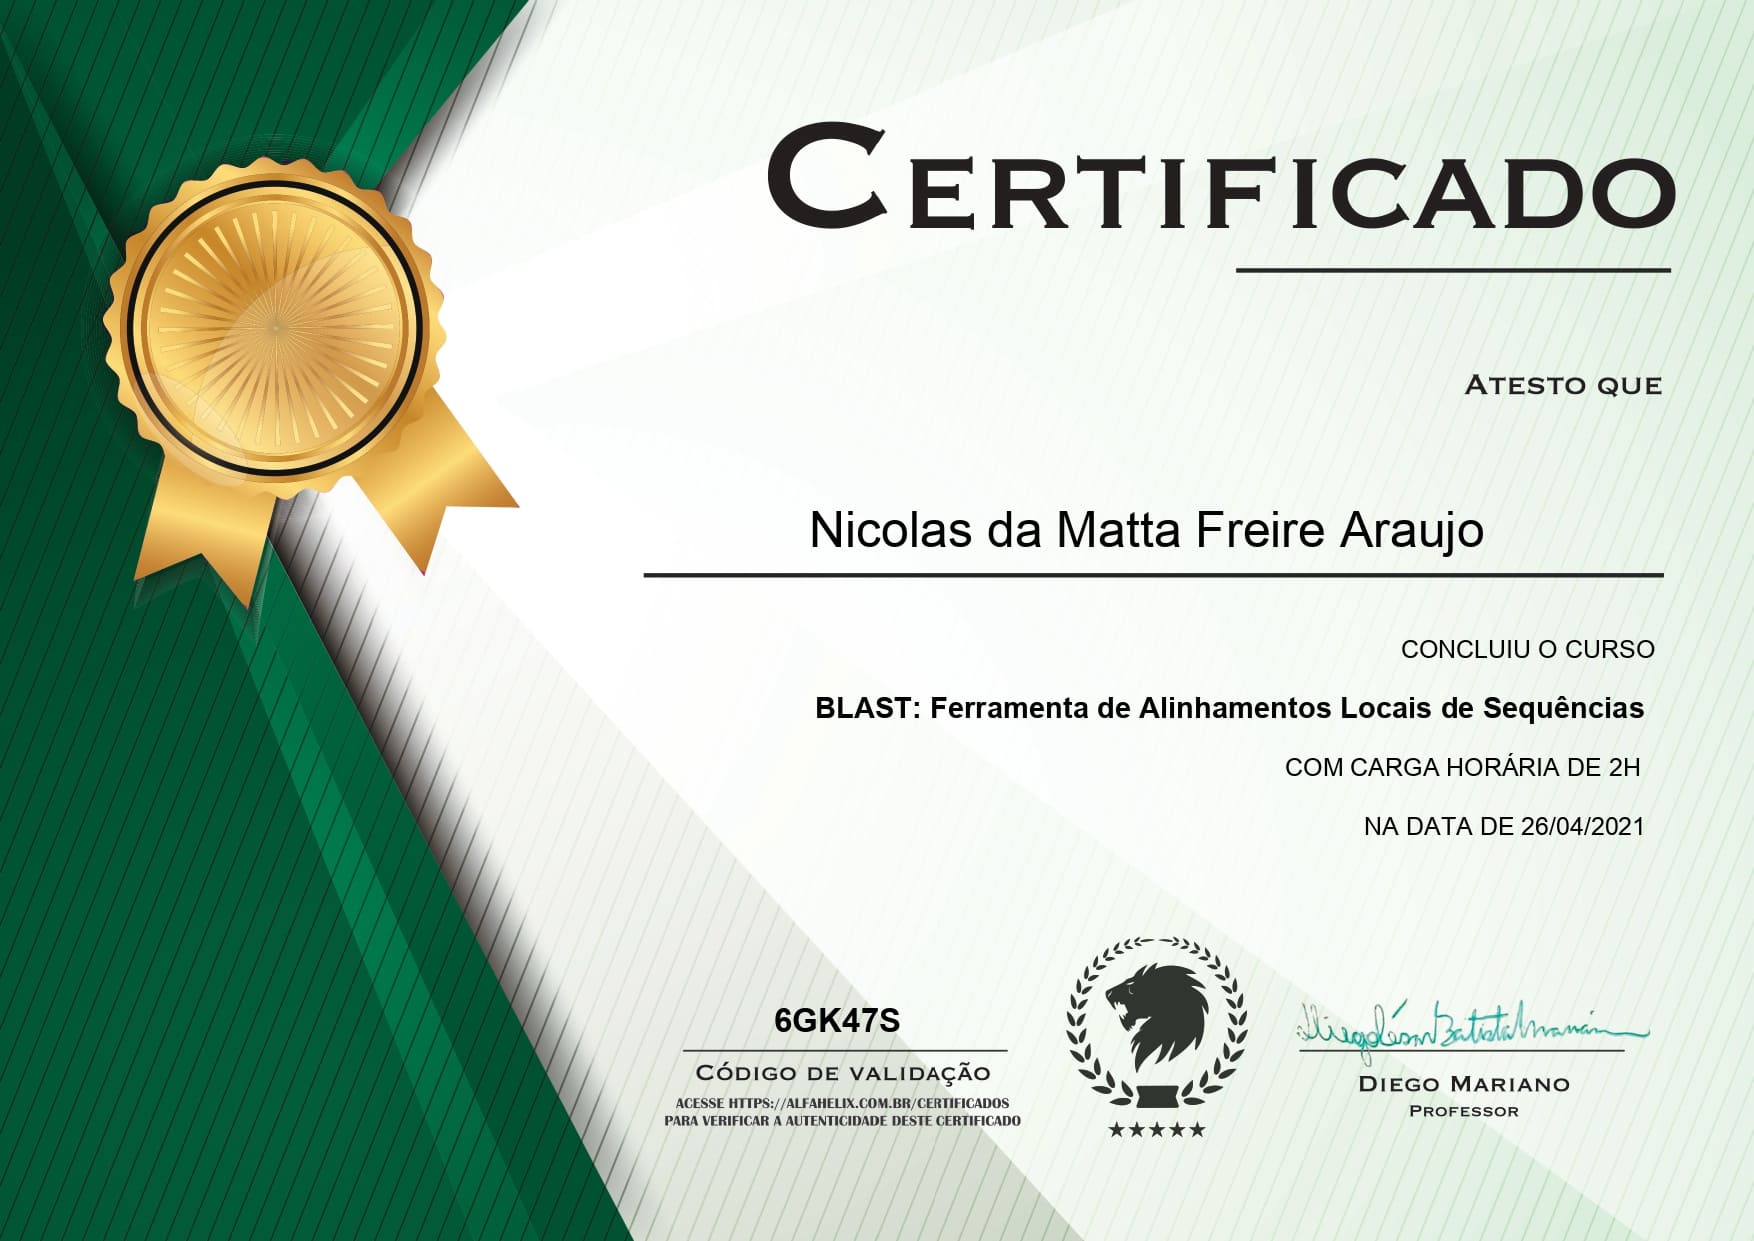 CERTIFICADO
ATESTO QUE
Nicolas da Matta Freire Araujo
CONCLUIU O CURSO
BLAST: Ferramenta de Alinhamentos Locais de Sequências
COM CARGA HORÁRIA DE 2H
NA DATA DE 26/04/2021
6GK47S
CÓDIGO DE VALIDAÇÃO
ACESSE HTTPS://ALFAHELIX.COM.BR/CERTIFICADOS
PARA VERIFICAR A AUTENTICIDADE DESTE CERTIFICADO
Diego César Batista Mariano
DIEGO MARIANO
PROFESSOR